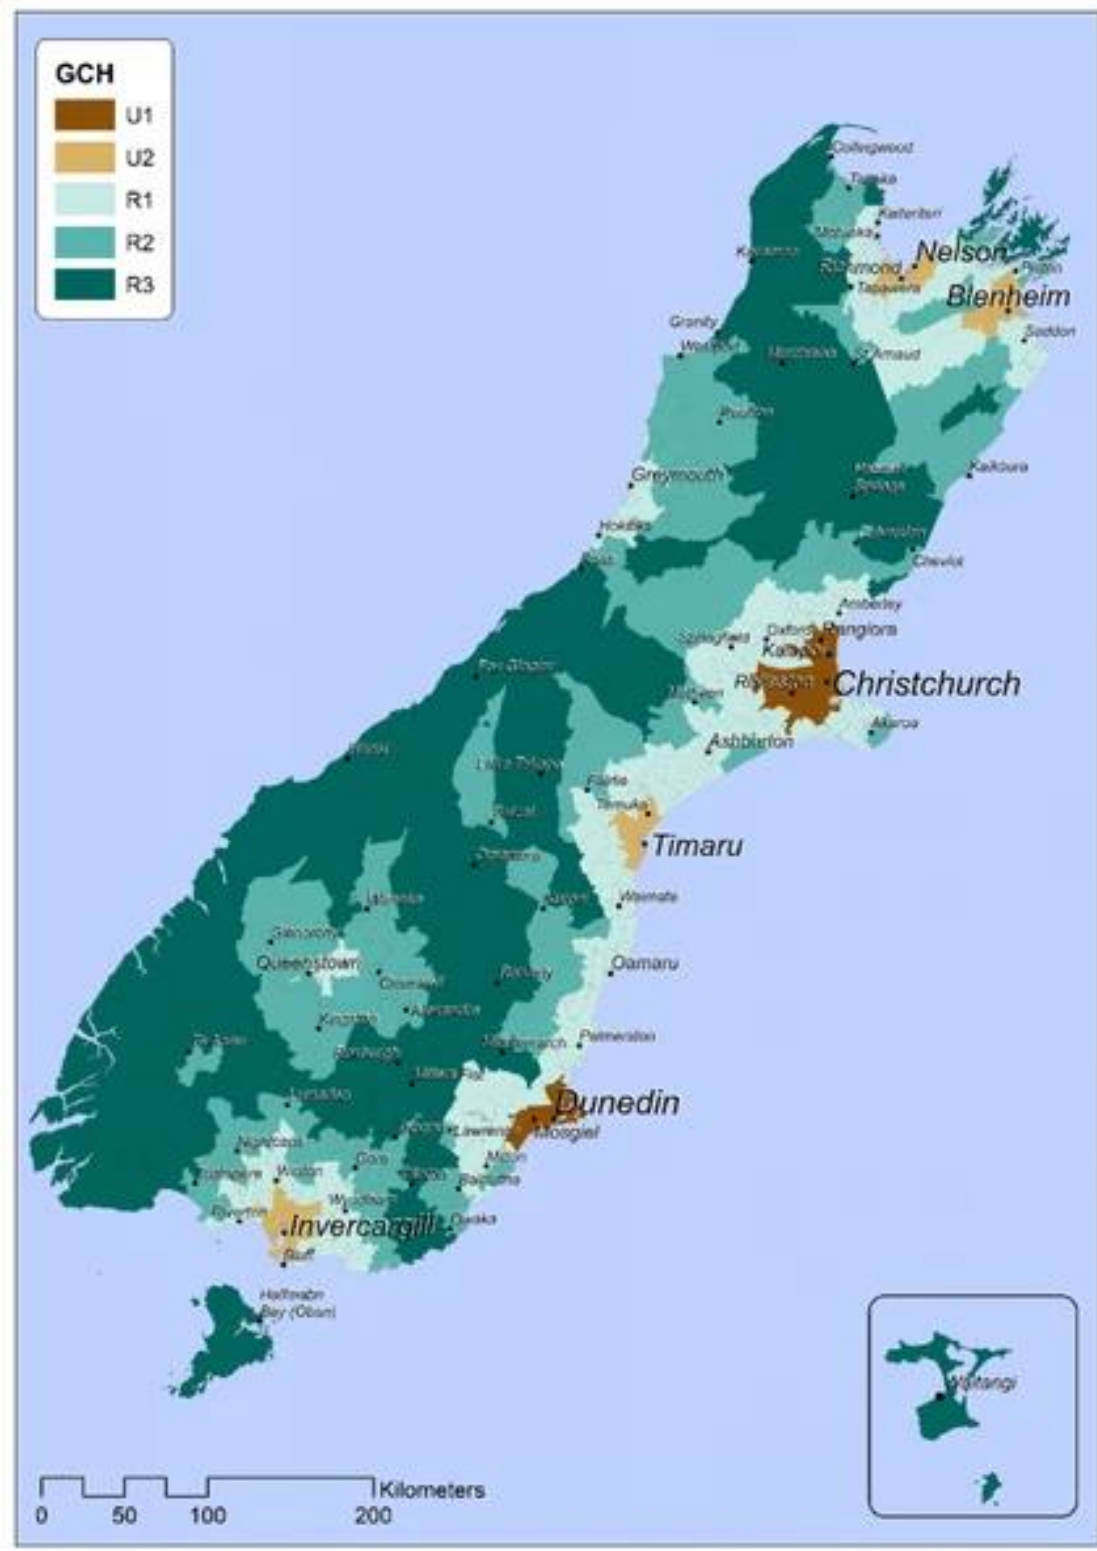 GCH
U1
U2
R1
R2
R3
Collingwood
Takaka
Kaiteriteri
Motueka
Nelson
Karamea
Richmond
Picton
Tapawera
Blenheim
Granity
Seddon
Westport
Murchison
St Arnaud
Reefton
Greymouth
Kaikoura
Hanmer
Springs
Hokitika
Culverden
Ross
Cheviot
Amberley
Springfield
Oxford
Rangiora
Kaiapoi
Fox Glacier
Rolleston
Christchurch
Methven
Akaroa
Ashburton
Haast
Lake Tekapo
Fairlie
Temuka
Twizel
Timaru
Omarama
Wanaka
Kurow
Waimate
Glenorchy
Queenstown
Oamaru
Cromwell
Ranfurly
Alexandra
Kingston
Te Anau
Palmerston
Roxburgh
Middlemarch
Lumsden
Dunedin
Lawrence
Mosgiel
Nightcaps
Gore
Milton
Tuatapere
Winton
Balclutha
Wyndham
Riverton
Invercargill
Owaka
Bluff
Halfmoon
Bay (Oban)
Waitangi
Kilometers
0 50 100 200